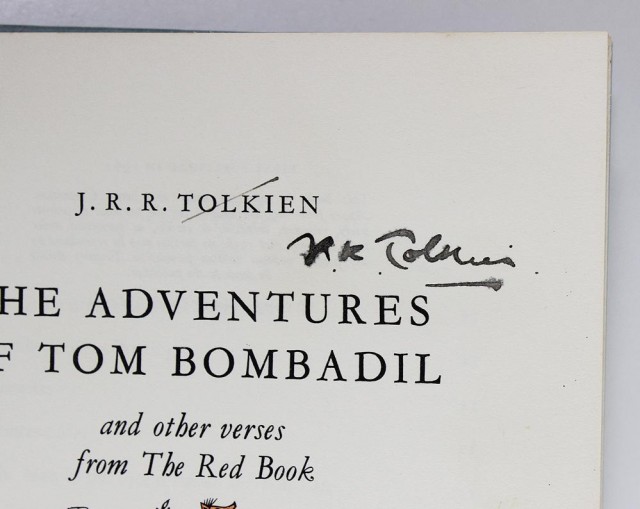 J. R. R. TOLKIEN
J.R.R. Tolkien
HE ADVENTURES
F TOM BOMBADIL
and other verses
from The Red Book